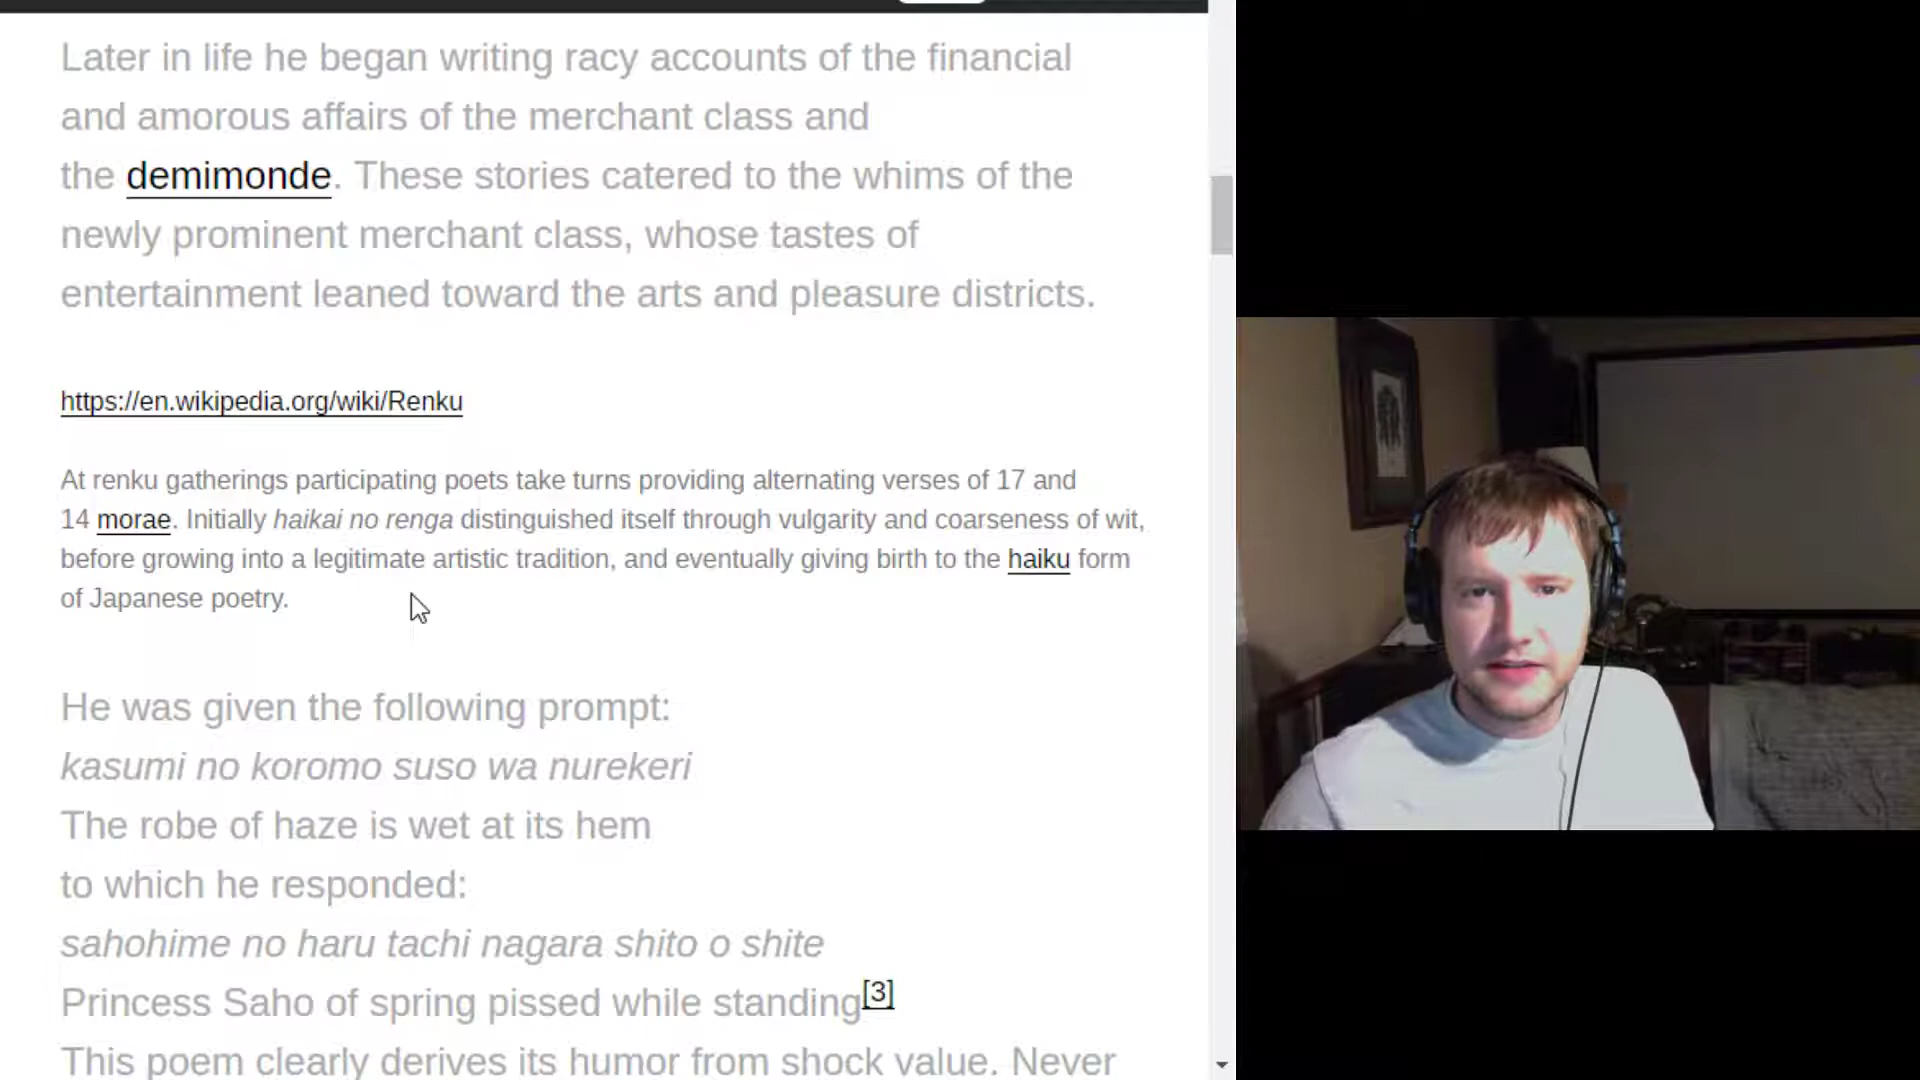 Later in life he began writing racy accounts of the financial
and amorous affairs of the merchant class and
the demimonde. These stories catered to the whims of the
newly prominent merchant class, whose tastes of
entertainment leaned toward the arts and pleasure districts.
https://en.wikipedia.org/wiki/Renku
At renku gatherings participating poets take turns providing alternating verses of 17 and
14 morae. Initially haikai no renga distinguished itself through vulgarity and coarseness of wit,
before growing into a legitimate artistic tradition, and eventually giving birth to the haiku form
of Japanese poetry.
He was given the following prompt:
kasumi no koromo suso wa nurekeri
The robe of haze is wet at its hem
to which he responded:
sahohime no haru tachi nagara shito o shite
Princess Saho of spring pissed while standing[3]
This poem clearly derives its humor from shock value. Never